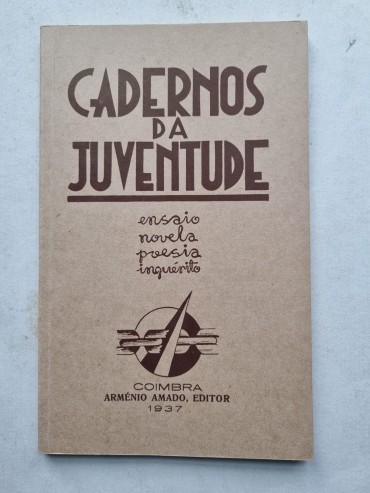 CADERNOS
DA
JUVENTUDE
ensaio
novela
poesia
inquérito
COIMBRA
ARMÉNIO AMADO, EDITOR
1937